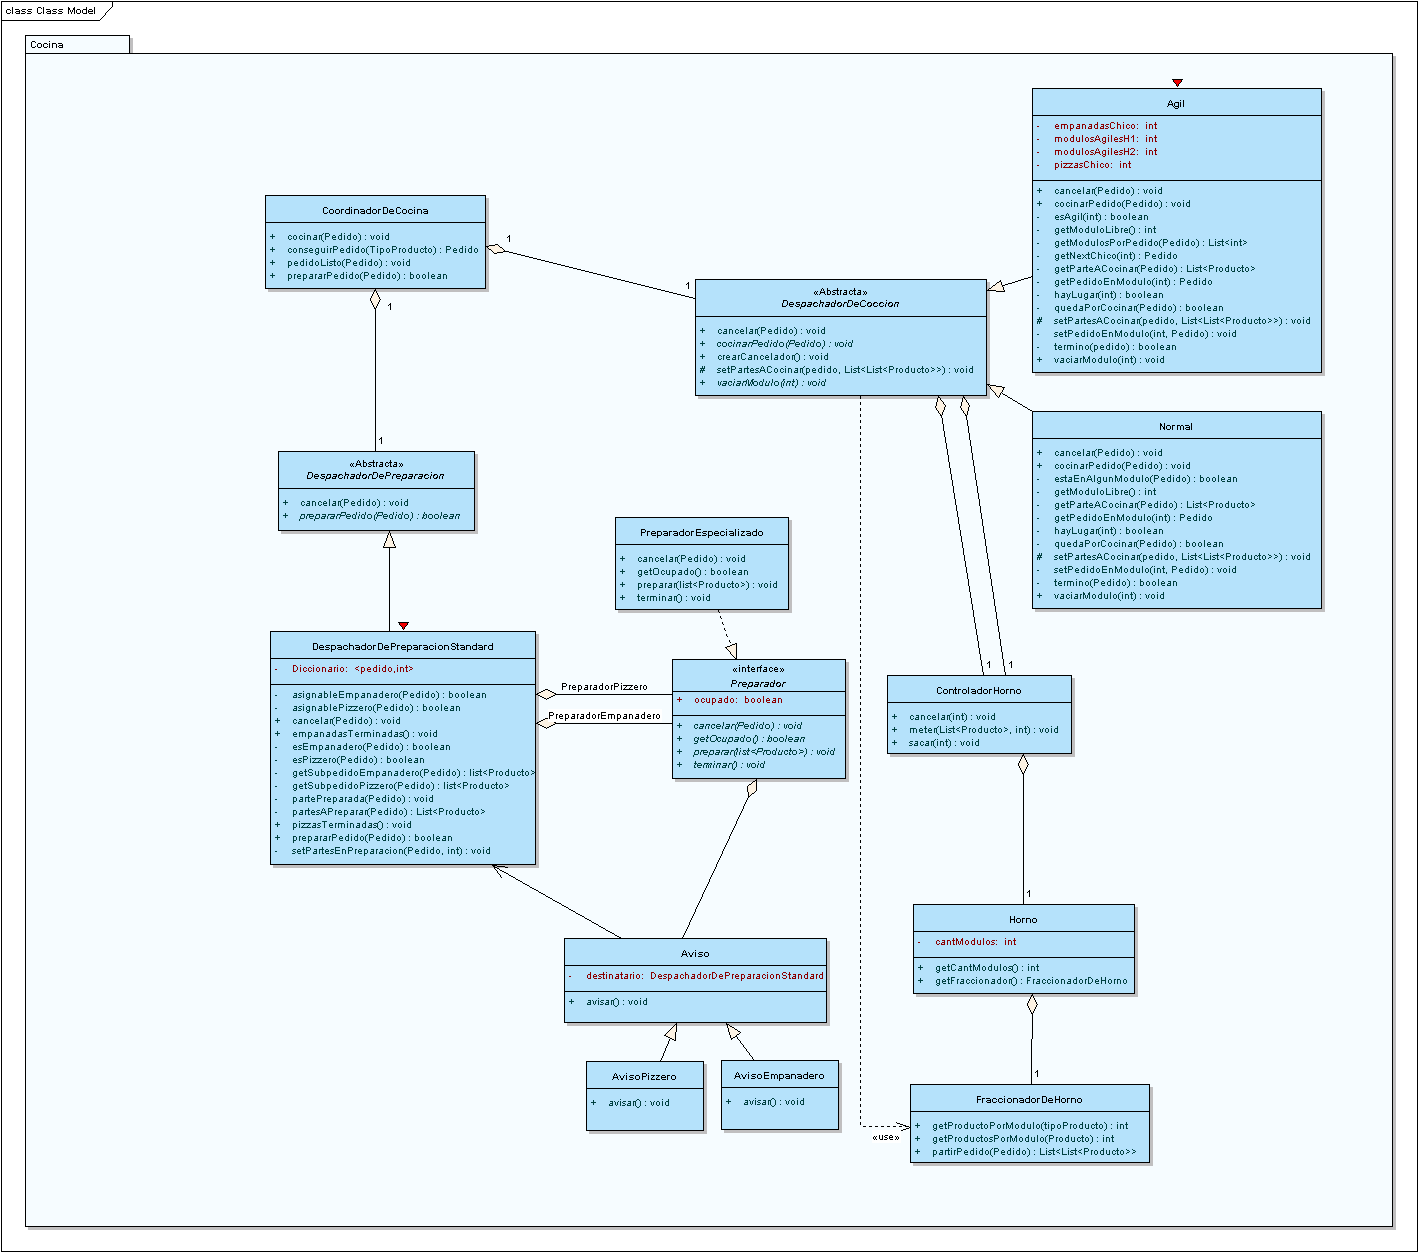 class Class Model
Cocina
Agil
- empanadasChico: int
- modulosAgilesH1: int
- modulosAgilesH2: int
- pizzasChico: int
+ cancelar(Pedido) : void
+ cocinarPedido(Pedido) : void
- esAgil(int) : boolean
- getModuloLibre() : int
- getModulosPorPedido(Pedido) : List<int>
- getNextChico(int) : Pedido
- getParteACocinar(Pedido) : List<Producto>
- getPedidoEnModulo(int) : Pedido
- hayLugar(int) : boolean
- quedaPorCocinar(Pedido) : boolean
# setPartesACocinar(pedido, List<List<Producto>>) : void
- setPedidoEnModulo(int, Pedido) : void
- termino(pedido) : boolean
+ vaciarModulo(int) : void
CoordinadorDeCocina
+ cocinar(Pedido) : void
+ conseguirPedido(TipoProducto) : Pedido
+ pedidoListo(Pedido) : void
+ prepararPedido(Pedido) : boolean
1
1
1
1
«Abstracta»
DespachadorDeCoccion
+ cancelar(Pedido) : void
+ cocinarPedido(Pedido) : void
+ crearCancelador() : void
# setPartesACocinar(pedido, List<List<Producto>>) : void
+ vaciarModulo(int) : void
Normal
+ cancelar(Pedido) : void
+ cocinarPedido(Pedido) : void
- estaEnAlgunModulo(Pedido) : boolean
- getModuloLibre() : int
- getParteACocinar(Pedido) : List<Producto>
- getPedidoEnModulo(int) : Pedido
- hayLugar(int) : boolean
- quedaPorCocinar(Pedido) : boolean
# setPartesACocinar(pedido, List<List<Producto>>) : void
- setPedidoEnModulo(int, Pedido) : void
- termino(Pedido) : boolean
+ vaciarModulo(int) : void
«Abstracta»
DespachadorDePreparacion
+ cancelar(Pedido) : void
+ prepararPedido(Pedido) : boolean
PreparadorEspecializado
+ cancelar(Pedido) : void
+ getOcupado() : boolean
+ preparar(list<Producto>) : void
+ terminar() : void
DespachadorDePreparacionStandard
- Diccionario: <pedido,int>
- asignableEmpanadero(Pedido) : boolean
- asignablePizzero(Pedido) : boolean
+ cancelar(Pedido) : void
+ empanadasTerminadas() : void
- esEmpanadero(Pedido) : boolean
- esPizzero(Pedido) : boolean
- getSubpedidoEmpanadero(Pedido) : list<Producto>
- getSubpedidoPizzero(Pedido) : list<Producto>
- partePreparada(Pedido) : void
- partesAPreparar(Pedido) : List<Producto>
+ pizzasTerminadas() : void
+ prepararPedido(Pedido) : boolean
- setPartesEnPreparacion(Pedido, int) : void
PreparadorPizzero
PreparadorEmpanadero
«interface»
Preparador
+ ocupado: boolean
+ cancelar(Pedido) : void
+ getOcupado() : boolean
+ preparar(list<Producto>) : void
+ terminar() : void
1
1
ControladorHorno
+ cancelar(int) : void
+ meter(List<Producto>, int) : void
+ sacar(int) : void
1
Horno
- cantModulos: int
+ getCantModulos() : int
+ getFraccionador() : FraccionadorDeHorno
Aviso
- destinatario: DespachadorDePreparacionStandard
+ avisar() : void
AvisoPizzero
+ avisar() : void
AvisoEmpanadero
+ avisar() : void
1
FraccionadorDeHorno
+ getProductoPorModulo(tipoProducto) : int
+ getProductosPorModulo(Producto) : int
+ partirPedido(Pedido) : List<List<Producto>>
«use»